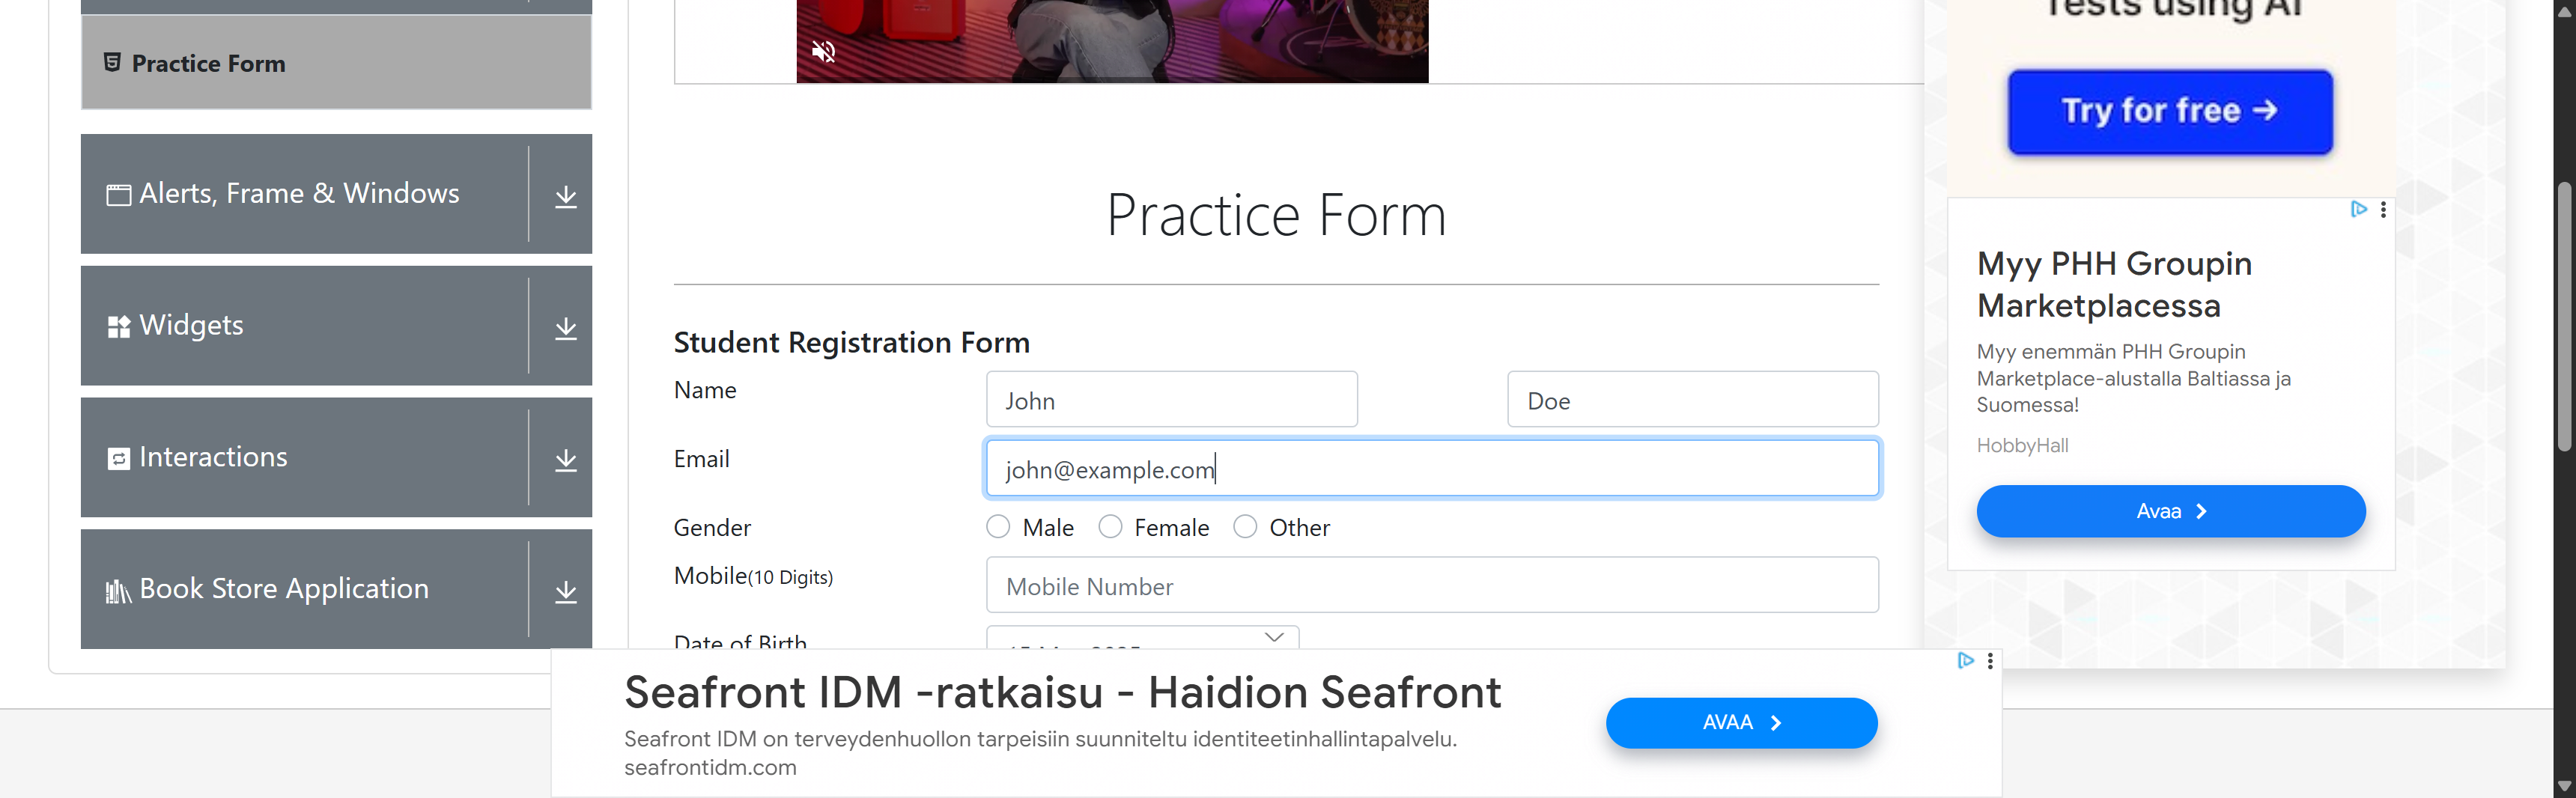 Practice Form
Alerts, Frame & Windows
Widgets
Interactions
Book Store Application
Practice Form
Student Registration Form
Name
John
Doe
Email
john@example.com
Gender
Male
Female
Other
Mobile(10 Digits)
Mobile Number
Date of Birth
Tests using AI
Try for free →
Myy PHH Groupin
Marketplacessa
Myy enemmän PHH Groupin
Marketplace-alustalla Baltiassa ja
Suomessa!
HobbyHall
Avaa
Seafront IDM -ratkaisu - Haidion Seafront
Seafront IDM on terveydenhuollon tarpeisiin suunniteltu identiteetinhallintapalvelu.
seafrontidm.com
AVAA